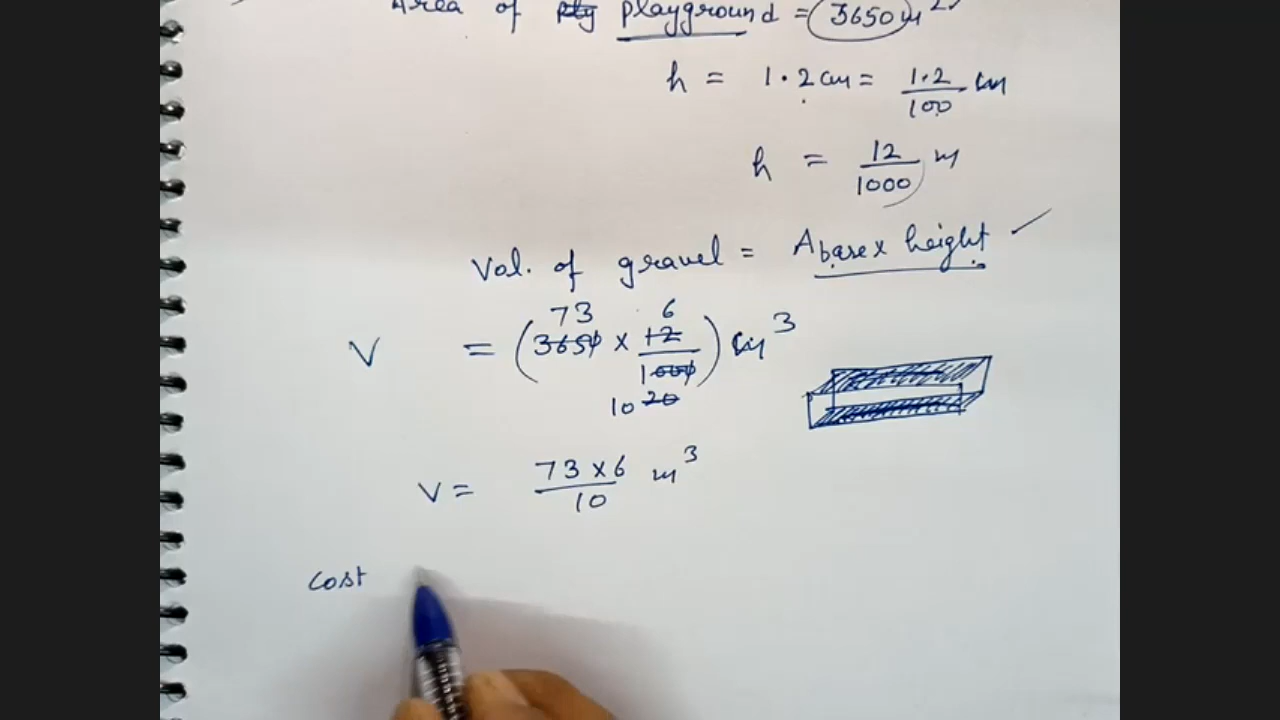 Area of playground = 3650 m²
h = 1.2 cm = 1.2/100 m
h = 12/1000 m
Vol. of gravel = A base x height ✓
73 6
V = (3650 x 12/1000) m³
10 20
V = 73 x 6/10 m³
cost